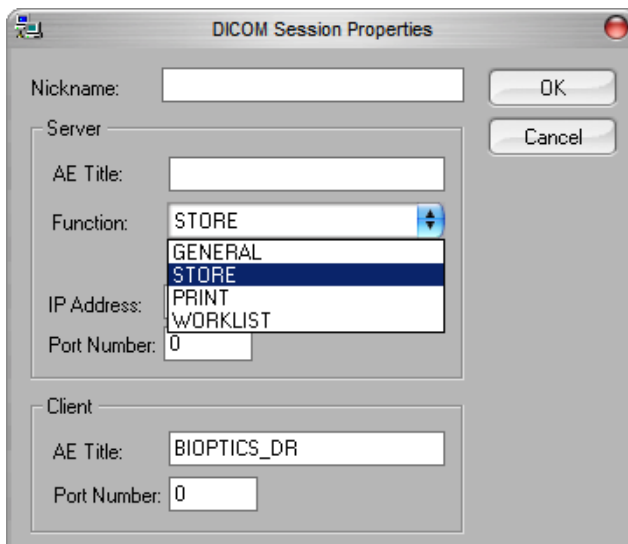 DICOM Session Properties
Nickname:
OK
Server
Cancel
AE Title:
Function: STORE
GENERAL
STORE
PRINT
WORKLIST
IP Address:
Port Number: 0
Client
AE Title: BIOPTICS_DR
Port Number: 0